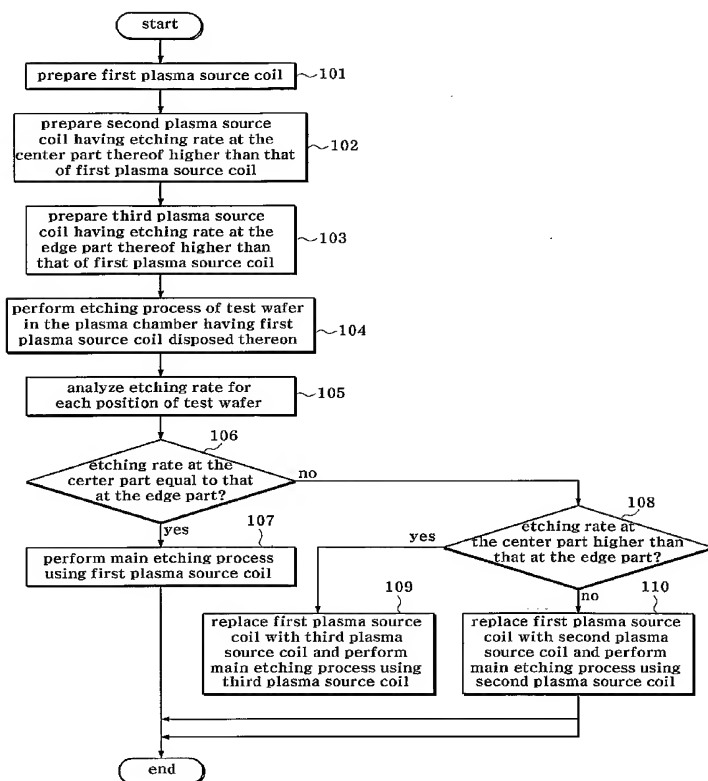 start
prepare first plasma source coil
101
prepare second plasma source
coil having etching rate at the
center part thereof higher than that
of first plasma source coil
102
prepare third plasma source
coil having etching rate at the
edge part thereof higher than
that of first plasma source coil
103
perform etching process of test wafer
in the plasma chamber having first
plasma source coil disposed thereon
104
analyze etching rate for
each position of test wafer
105
106
etching rate at the
certer part equal to that
at the edge part?
no
yes
107
perform main etching process
using first plasma source coil
108
etching rate at
the center part higher than
that at the edge part?
yes
no
109
replace first plasma source
coil with third plasma
source coil and perform
main etching process using
third plasma source coil
110
replace first plasma source
coil with second plasma
source coil and perform
main etching process using
second plasma source coil
end